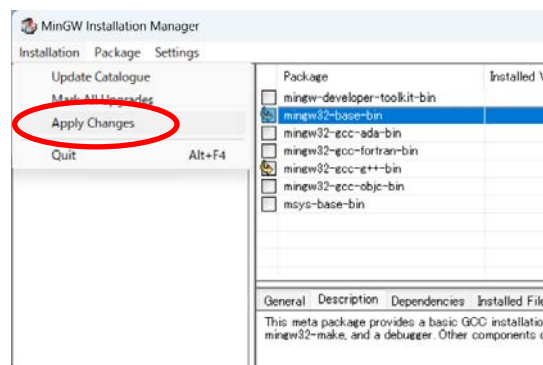 MinGW Installation Manager
Installation Package Settings
Update Catalogue
Mark All Upgrades
Apply Changes
Quit Alt+F4
Package Installed V
mingw-developer-toolkit-bin
mingw32-base-bin
mingw32-gcc-ada-bin
mingw32-gcc-fortran-bin
mingw32-gcc-g++-bin
mingw32-gcc-objc-bin
msys-base-bin
General Description Dependencies Installed File
This meta package provides a basic GCC installatio
mingw32-make, and a debugger. Other components